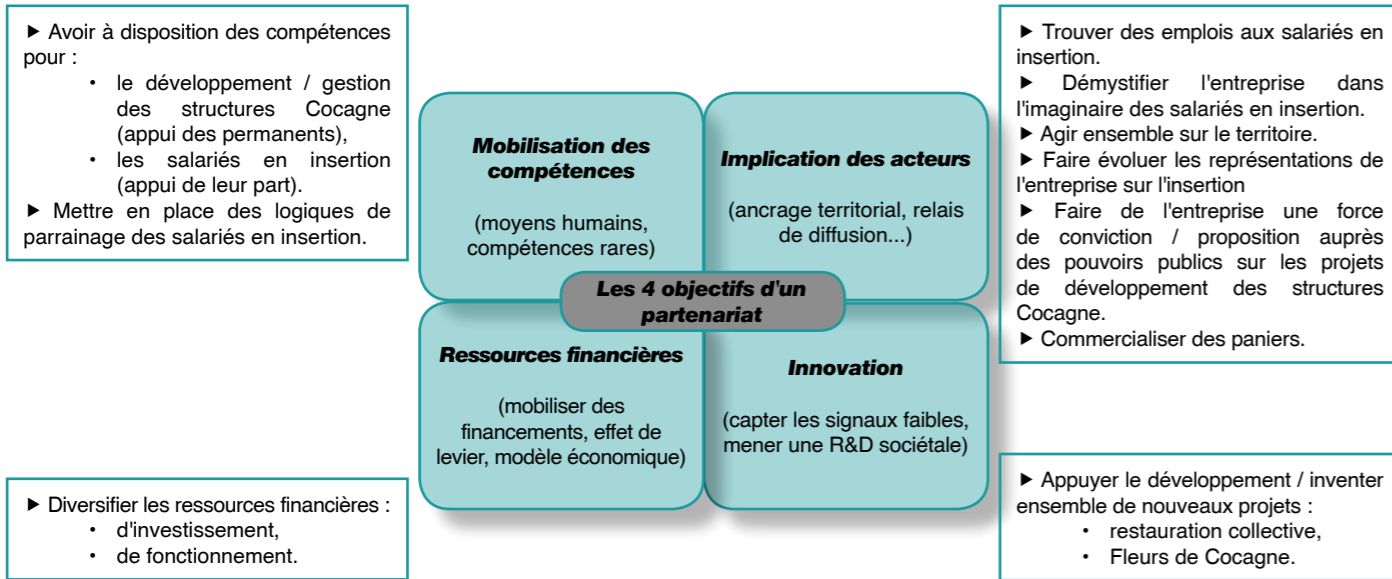 ► Avoir à disposition des compétences
pour :
• le développement / gestion
des structures Cocagne
(appui des permanents),
• les salariés en insertion
(appui de leur part).
► Mettre en place des logiques de
parrainage des salariés en insertion.
Mobilisation des
compétences
(moyens humains,
compétences rares)
Implication des acteurs
(ancrage territorial, relais
de diffusion...)
► Trouver des emplois aux salariés en
insertion.
► Démystifier l'entreprise dans
l'imaginaire des salariés en insertion.
► Agir ensemble sur le territoire.
► Faire évoluer les représentations de
l'entreprise sur l'insertion
► Faire de l'entreprise une force
de conviction / proposition auprès
des pouvoirs publics sur les projets
de développement des structures
Cocagne.
► Commercialiser des paniers.
Les 4 objectifs d'un
partenariat
Ressources financières
(mobiliser des
financements, effet de
levier, modèle économique)
Innovation
(capter les signaux faibles,
mener une R&D sociétale)
► Diversifier les ressources financières :
• d'investissement,
• de fonctionnement.
► Appuyer le développement / inventer
ensemble de nouveaux projets :
• restauration collective,
• Fleurs de Cocagne.